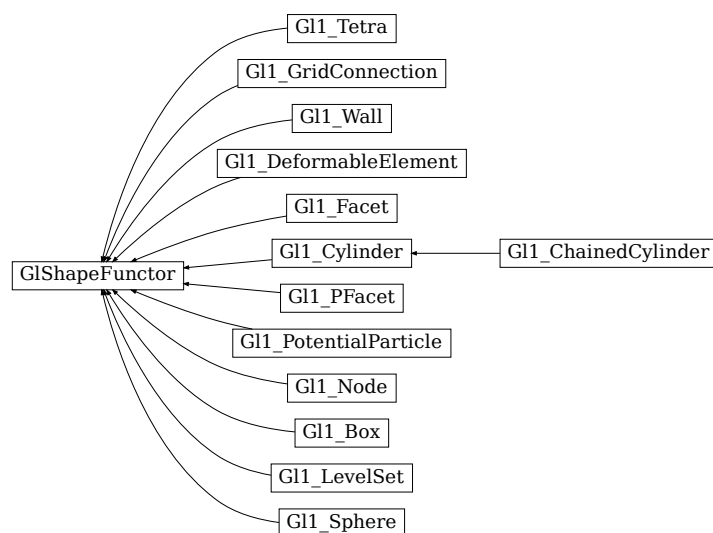 Gl1_Tetra
Gl1_GridConnection
Gl1_Wall
Gl1_DeformableElement
Gl1_Facet
Gl1_Cylinder
Gl1_ChainedCylinder
GlShapeFunctor
Gl1_PFacet
Gl1_PotentialParticle
Gl1_Node
Gl1_Box
Gl1_LevelSet
Gl1_Sphere